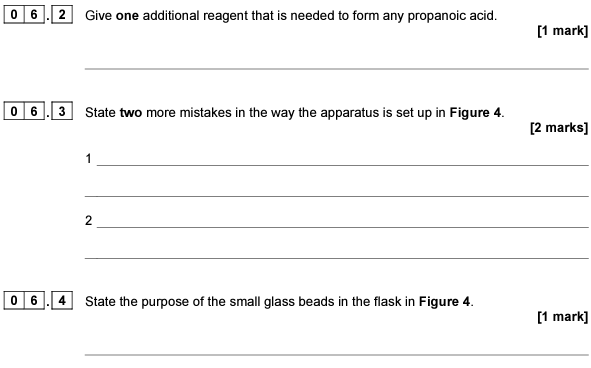 0 6 . 2 Give one additional reagent that is needed to form any propanoic acid.
[1 mark]
0 6 . 3 State two more mistakes in the way the apparatus is set up in Figure 4.
[2 marks]
1
2
0 6 . 4 State the purpose of the small glass beads in the flask in Figure 4.
[1 mark]